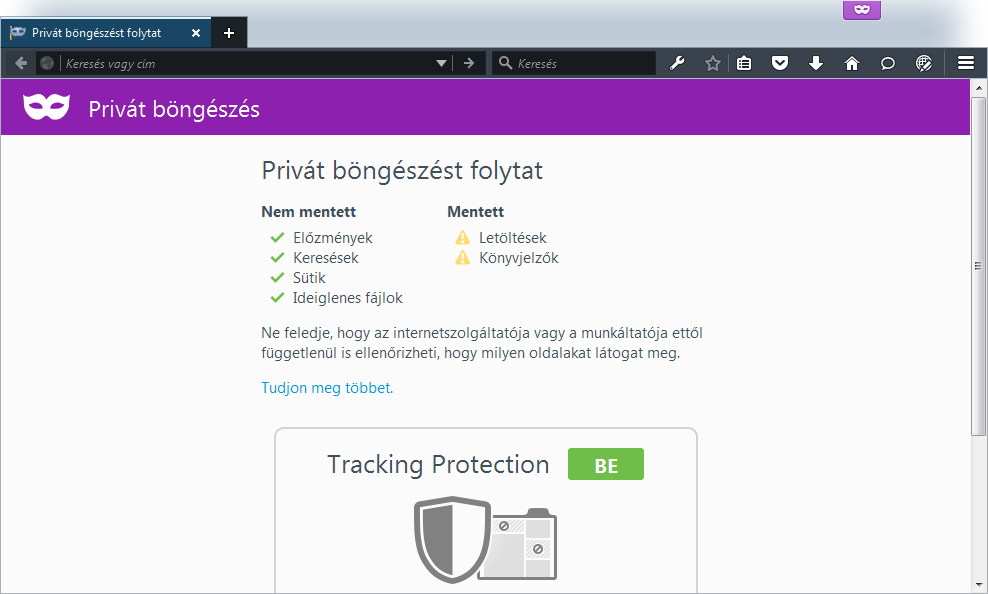 Privát böngészést folytat
Keresés vagy cím
Keresés
Privát böngészés
Privát böngészést folytat
Nem mentett
Mentett
Előzmények
Letöltések
Keresések
Könyvjelzők
Sütik
Ideiglenes fájlok
Ne feledje, hogy az internetszolgáltatója vagy a munkáltatója ettől
függetlenül is ellenőrizheti, hogy milyen oldalakat látogat meg.
Tudjon meg többet.
Tracking Protection BE